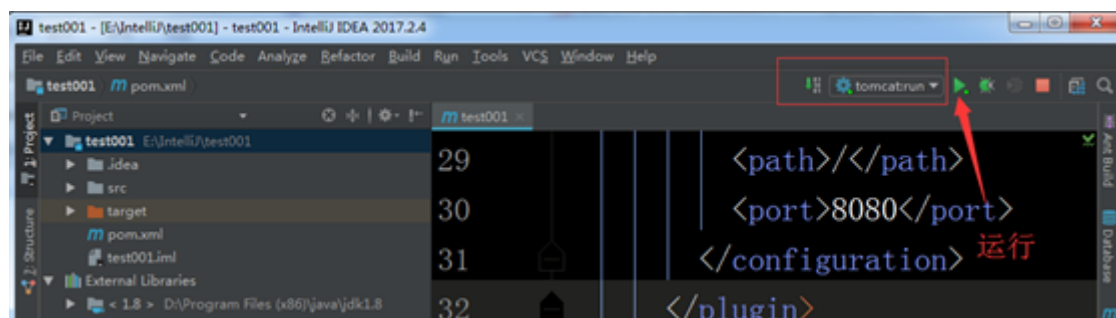 test001 - [E:\IntelliJ\test001] - test001 - IntelliJ IDEA 2017.2.4
File Edit View Navigate Code Analyze Refactor Build Run Tools VCS Window Help
test001 m pom.xml
tomcat:run
Project
m test001
1: Project
test001 E:\IntelliJ\test001
.idea
src
target
m pom.xml
test001.iml
External Libraries
< 1.8 > D:\Program Files (x86)\java\jdk1.8
2: Structure
29 <path>/</path>
30 <port>8080</port>
31 </configuration>
32 </plugin>
运行
Ant Build
Database